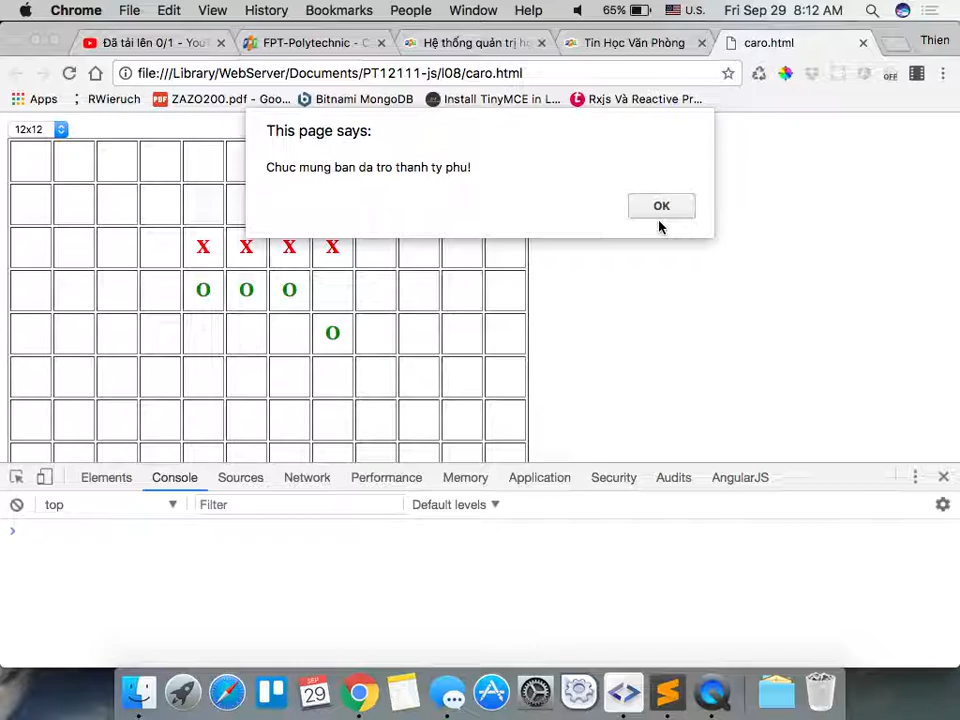 Chrome File Edit View History Bookmarks People Window Help 65% U.S. Fri Sep 29 8:12 AM
Đã tải lên 0/1 - YouT FPT-Polytechnic - C Hệ thống quản trị họ Tin Học Văn Phòng caro.html Thien
file:///Library/WebServer/Documents/PT12111-js/l08/caro.html OFF
Apps RWieruch ZAZO200.pdf - Goo... Bitnami MongoDB Install TinyMCE in L... Rxjs Và Reactive Pr...
12x12
This page says:
Chuc mung ban da tro thanh ty phu!
OK
X X X X
O O O
O
Elements Console Sources Network Performance Memory Application Security Audits AngularJS
top Filter Default levels
SEP
29